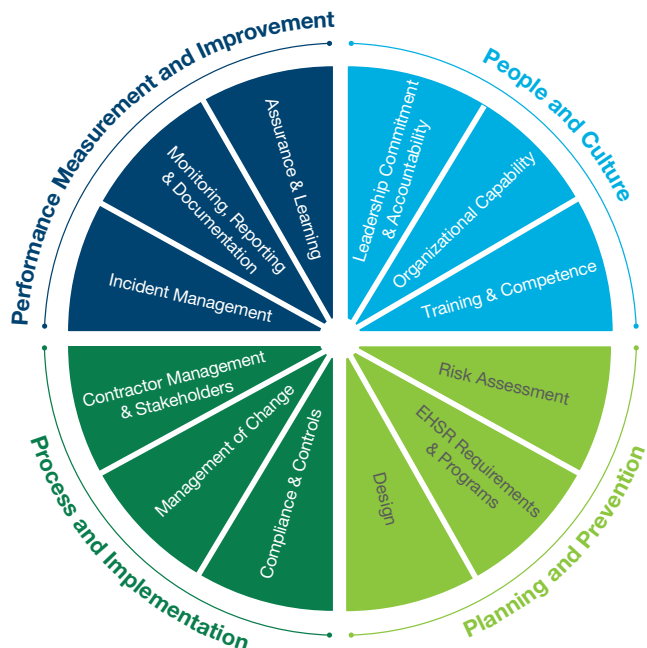 Performance Measurement and Improvement
People and Culture
Planning and Prevention
Process and Implementation
Leadership Commitment
& Accountability
Organizational Capability
Training & Competence
Risk Assessment
EHSR Requirements
& Programs
Design
Compliance & Controls
Management of Change
Contractor Management
& Stakeholders
Incident Management
Monitoring, Reporting
& Documentation
Assurance & Learning